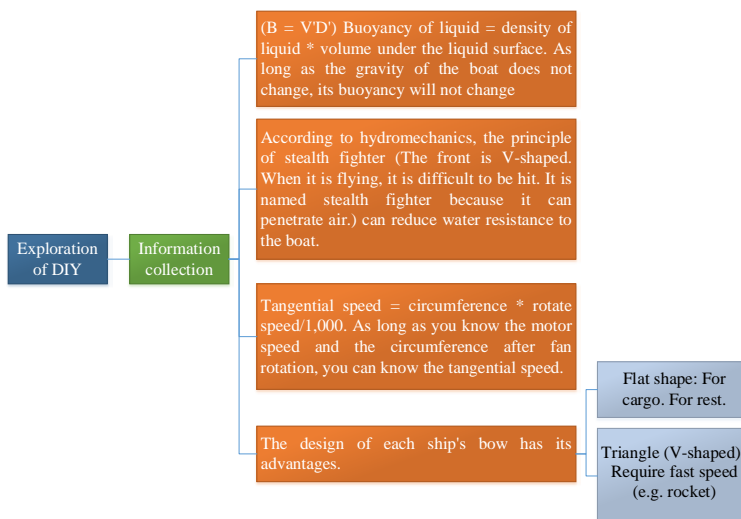 Exploration
of DIY
Information
collection
(B = V'D') Buoyancy of liquid = density of
liquid * volume under the liquid surface. As
long as the gravity of the boat does not
change, its buoyancy will not change
According to hydromechanics, the principle
of stealth fighter (The front is V-shaped.
When it is flying, it is difficult to be hit. It is
named stealth fighter because it can
penetrate air.) can reduce water resistance to
the boat.
Tangential speed = circumference * rotate
speed/1,000. As long as you know the motor
speed and the circumference after fan
rotation, you can know the tangential speed.
The design of each ship's bow has its
advantages.
Flat shape: For
cargo. For rest.
Triangle (V-shaped)
Require fast speed
(e.g. rocket)